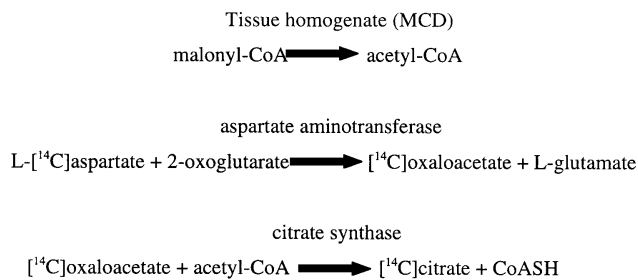 Tissue homogenate (MCD)
malonyl-CoA acetyl-CoA
aspartate aminotransferase
L-[¹⁴C]aspartate + 2-oxoglutarate [¹⁴C]oxaloacetate + L-glutamate
citrate synthase
[¹⁴C]oxaloacetate + acetyl-CoA [¹⁴C]citrate + CoASH